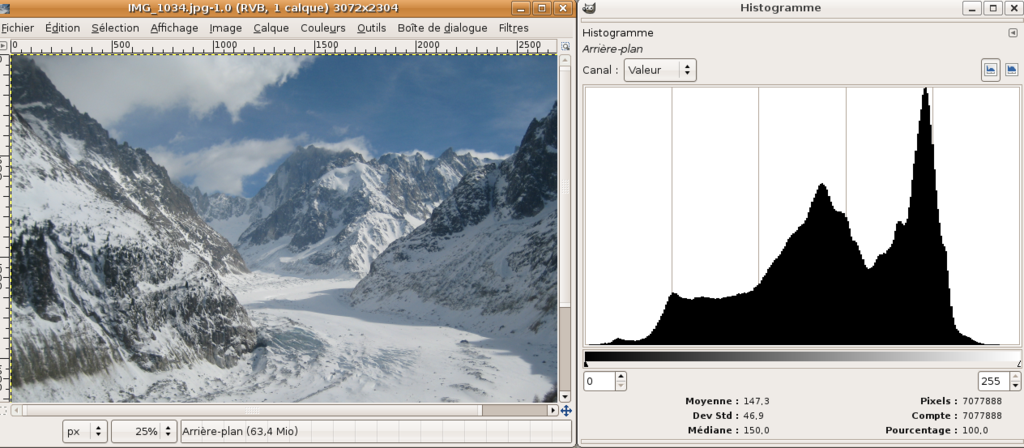 IMG_1034.jpg-1.0 (RVB, 1 calque) 3072x2304
Fichier Édition Sélection Affichage Image Calque Couleurs Outils Boîte de dialogue Filtres
0 500 1000 1500 2000 2500
px 25% Arrière-plan (63,4 Mio)
Histogramme
Histogramme
Arrière-plan
Canal : Valeur
0 255
Moyenne : 147,3 Pixels : 7077888
Dev Std : 46,9 Compte : 7077888
Médiane : 150,0 Pourcentage : 100,0